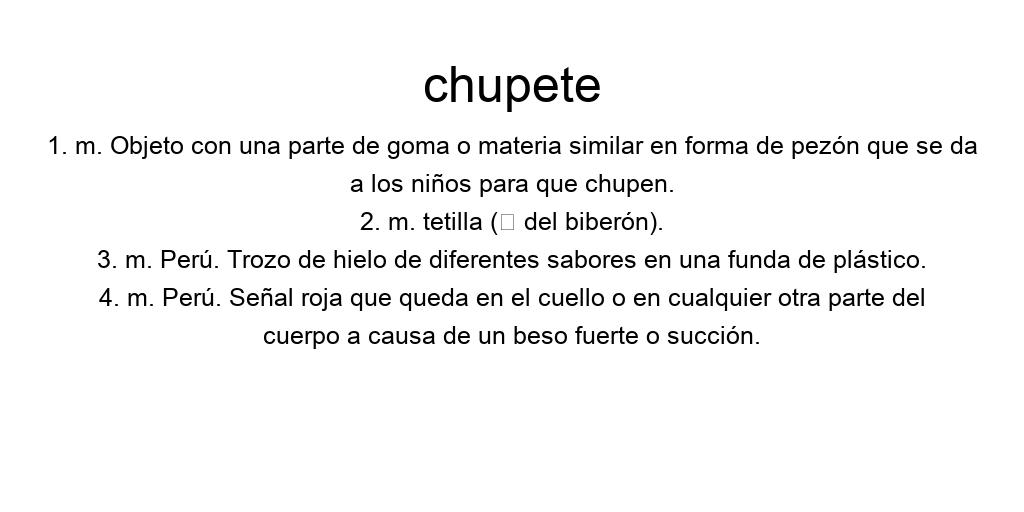 chupete
1. m. Objeto con una parte de goma o materia similar en forma de pezón que se da
a los niños para que chupen.
2. m. tetilla (□ del biberón).
3. m. Perú. Trozo de hielo de diferentes sabores en una funda de plástico.
4. m. Perú. Señal roja que queda en el cuello o en cualquier otra parte del
cuerpo a causa de un beso fuerte o succión.